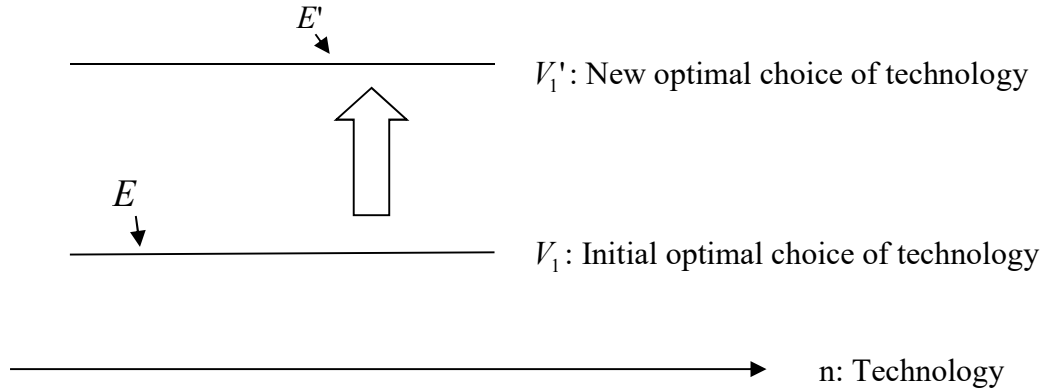 E'
V₁': New optimal choice of technology
E
V₁: Initial optimal choice of technology
n: Technology